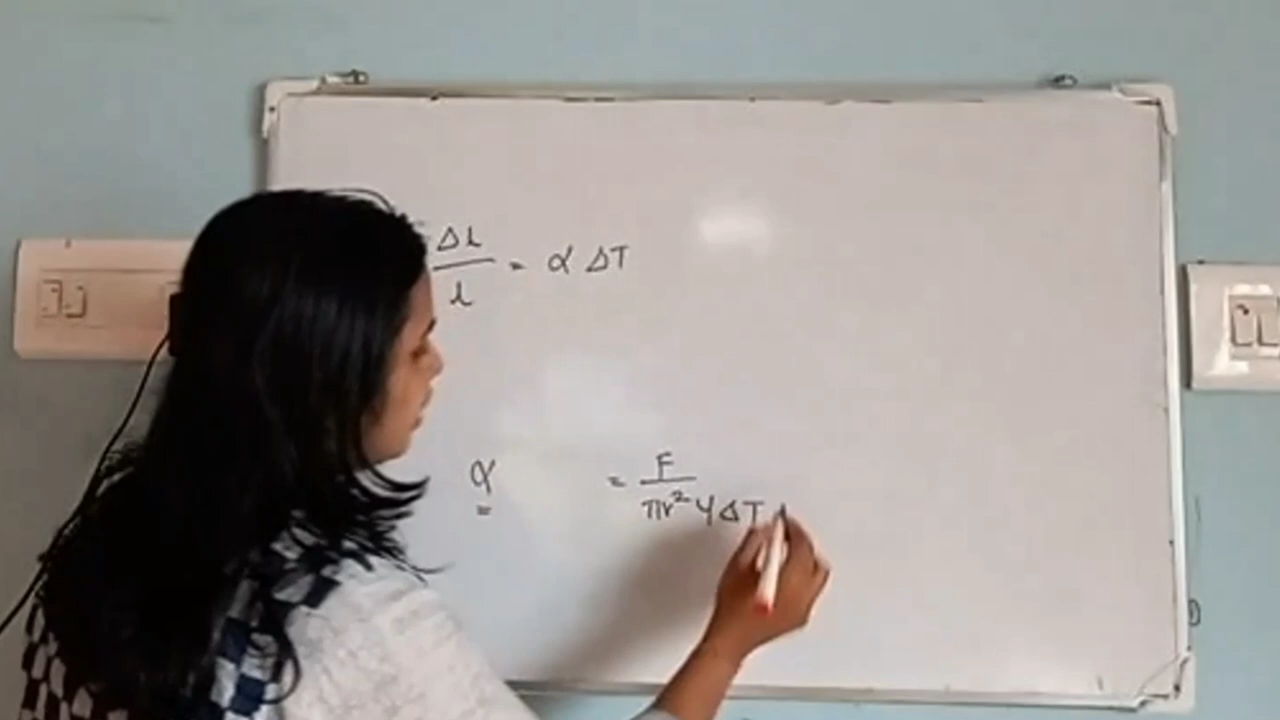 Δl/l = α ΔT
α = F/πr²YΔT